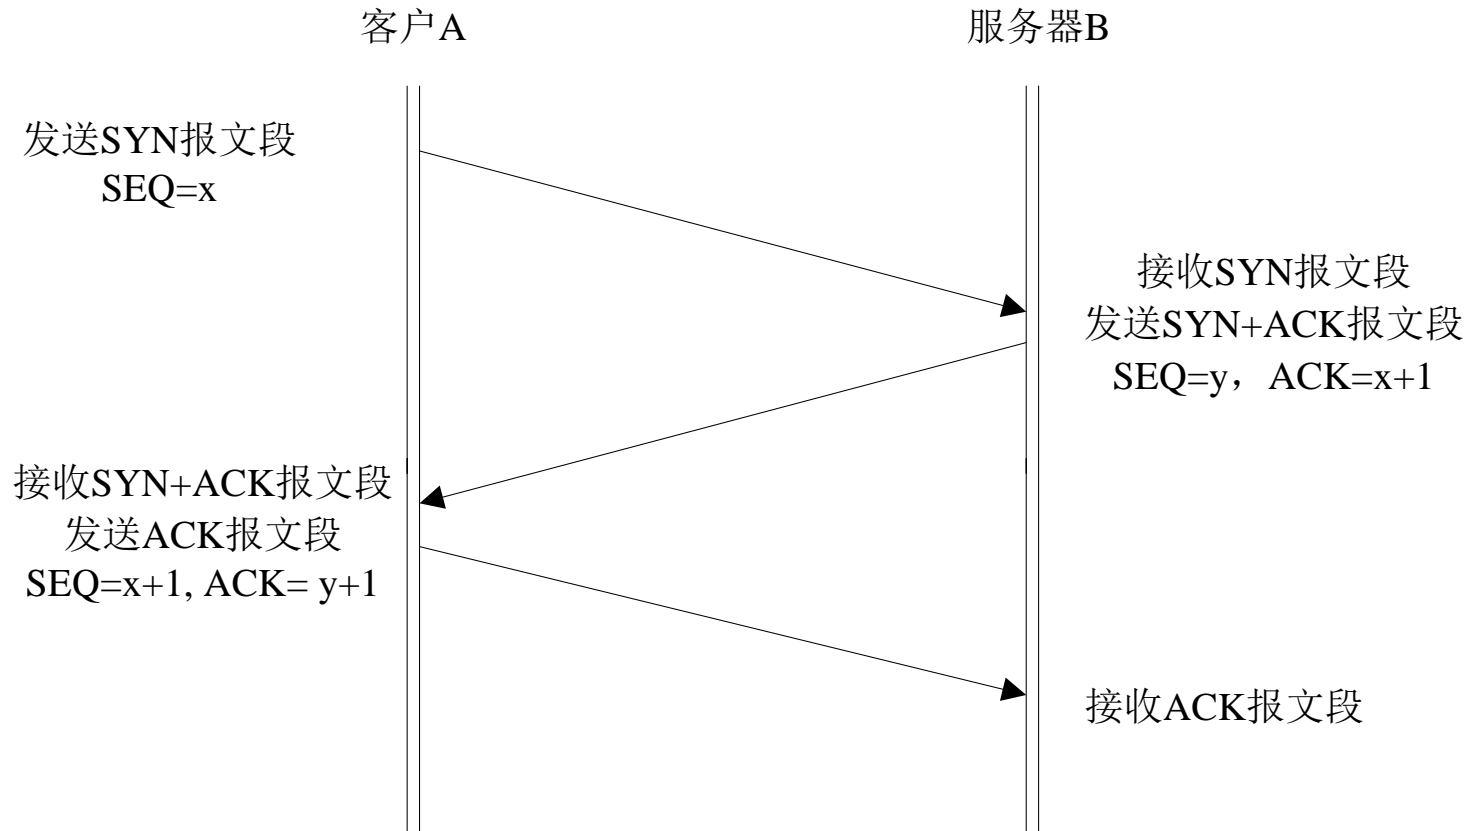 客户A
服务器B
发送SYN报文段
SEQ=x
接收SYN报文段
发送SYN+ACK报文段
SEQ=y，ACK=x+1
接收SYN+ACK报文段
发送ACK报文段
SEQ=x+1, ACK= y+1
接收ACK报文段